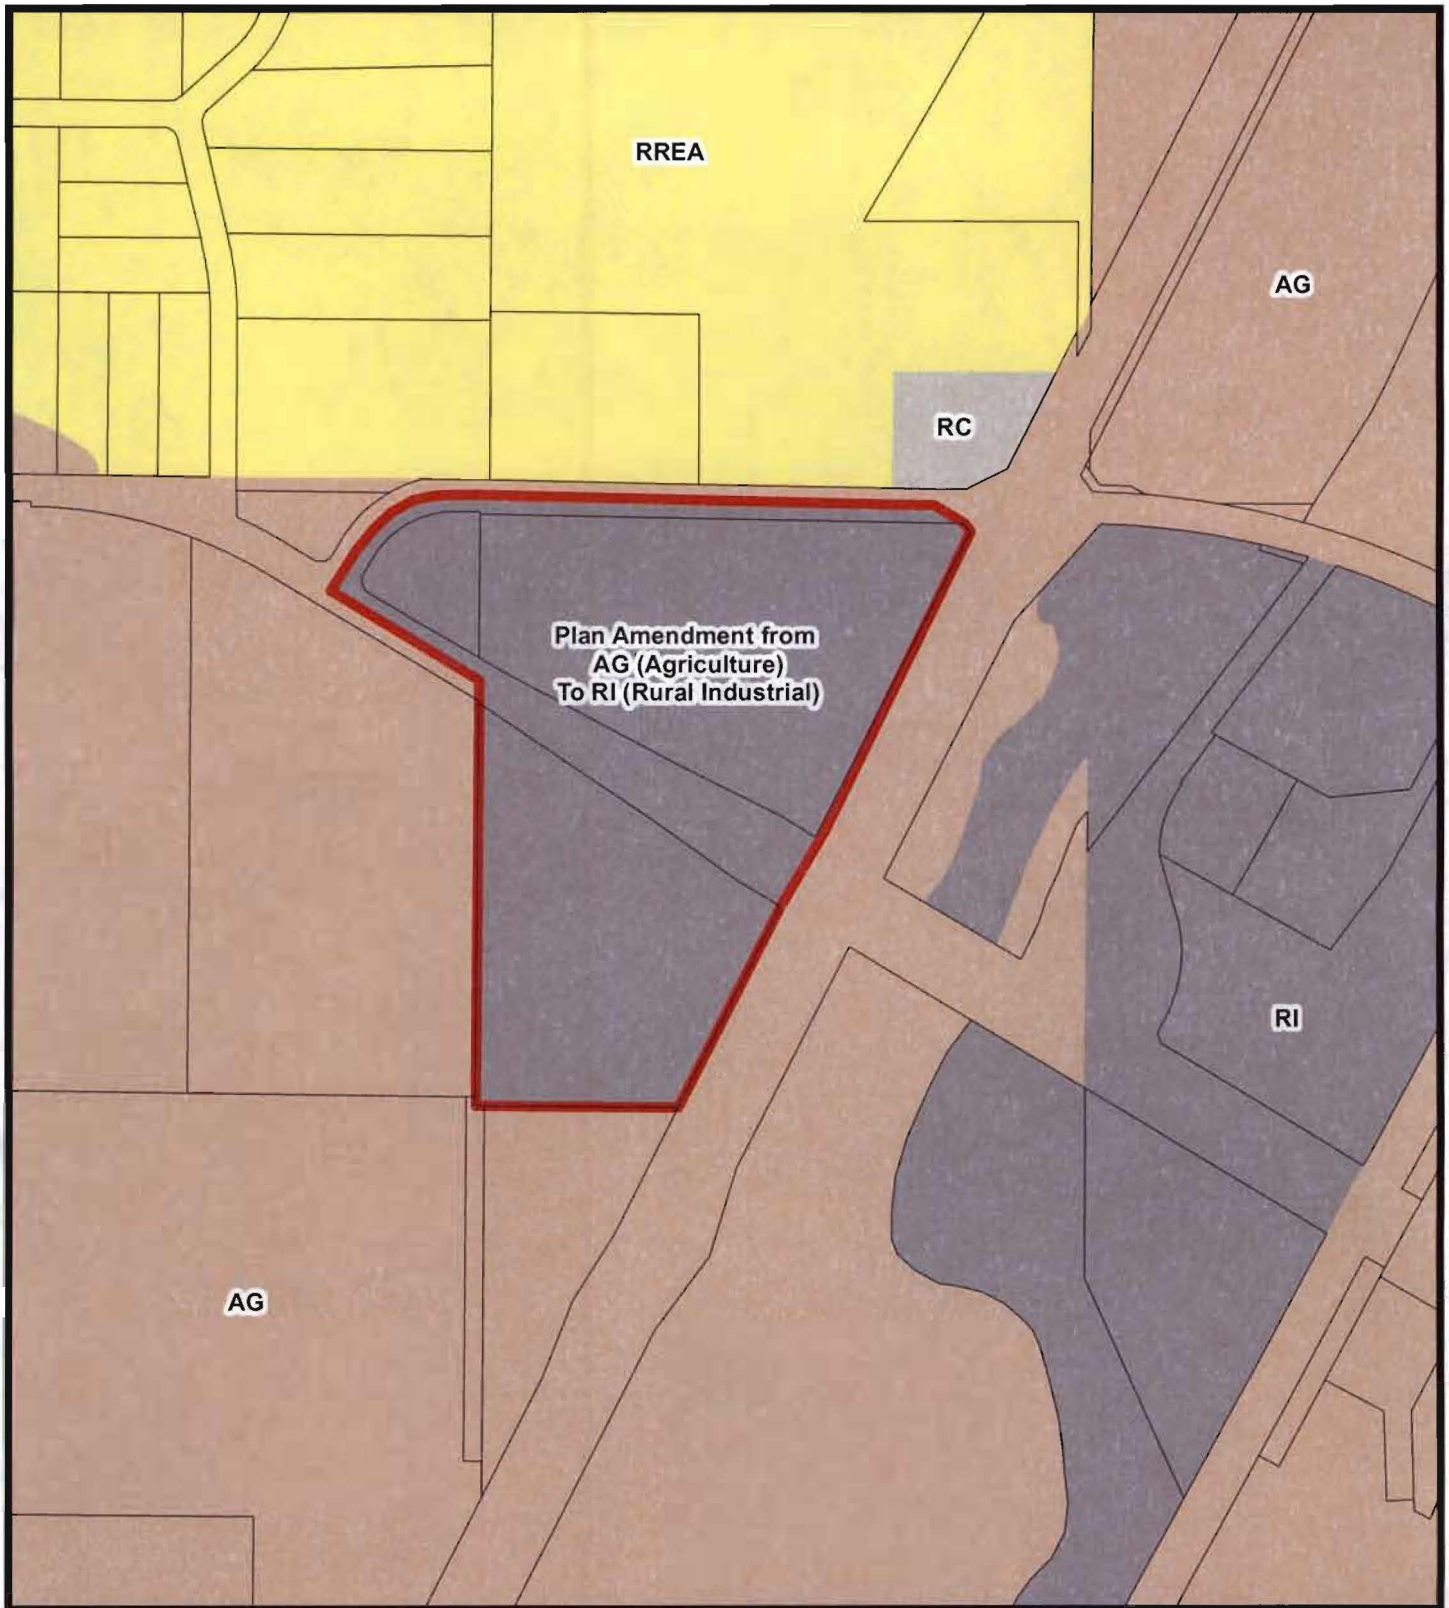 RREA
AG
RC
Plan Amendment from
AG (Agriculture)
To RI (Rural Industrial)
RI
AG